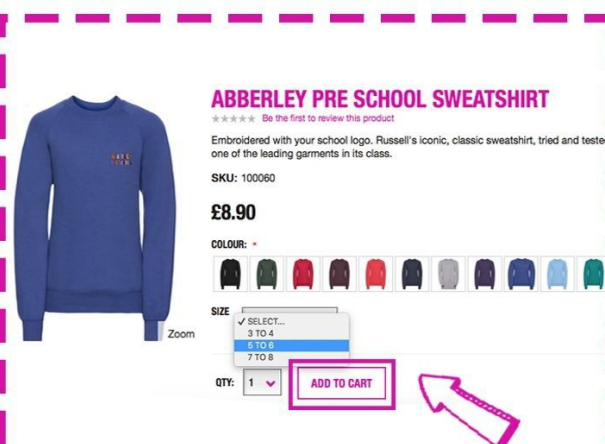 ABBERLEY PRE SCHOOL SWEATSHIRT
Be the first to review this product
Embroidered with your school logo. Russell's iconic, classic sweatshirt, tried and teste
one of the leading garments in its class.
SKU: 100060
£8.90
COLOUR: *
SIZE
✓ SELECT...
3 TO 4
5 TO 6
7 TO 8
Zoom
QTY: 1
ADD TO CART